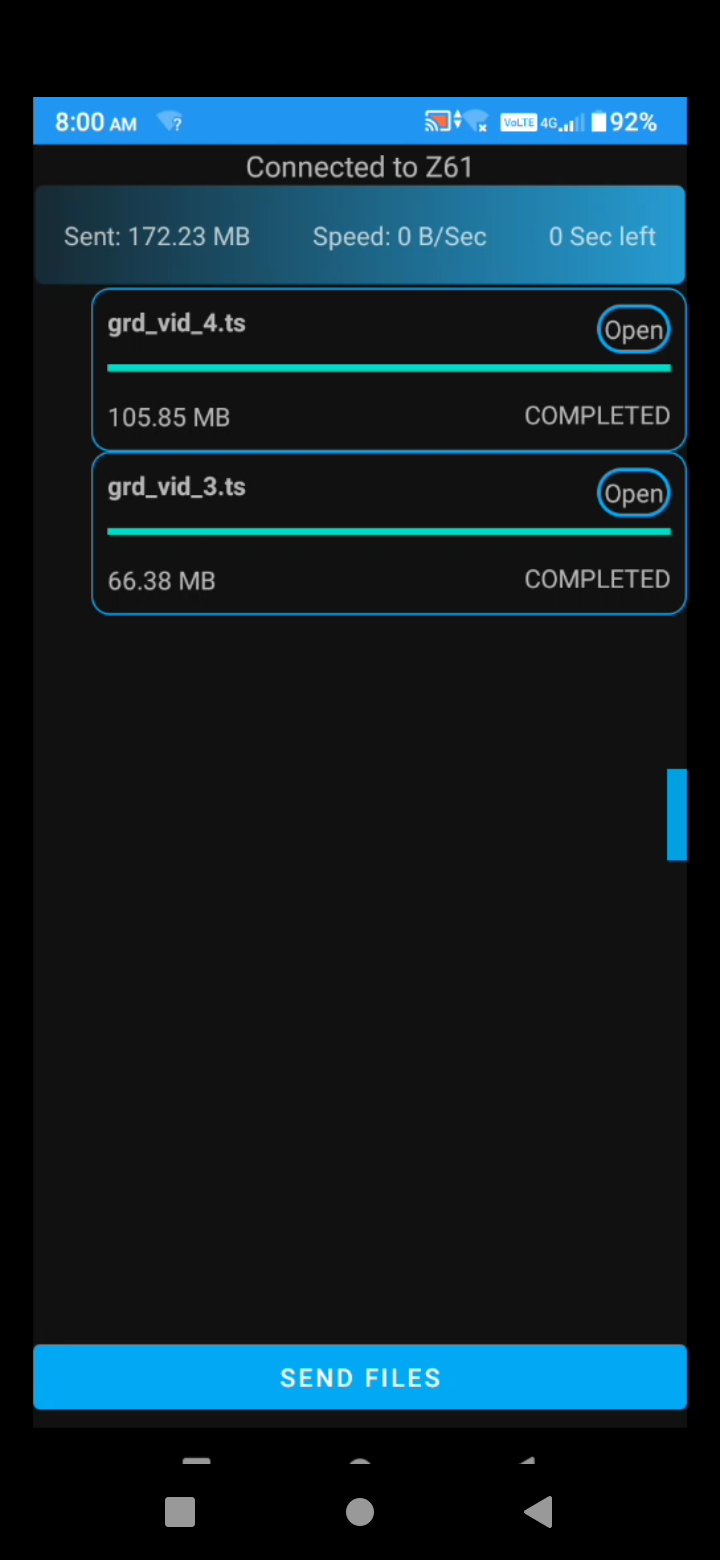 8:00 AM ? VoLTE 4G 92%
Connected to Z61
Sent: 172.23 MB Speed: 0 B/Sec 0 Sec left
grd_vid_4.ts Open
105.85 MB COMPLETED
grd_vid_3.ts Open
66.38 MB COMPLETED
SEND FILES